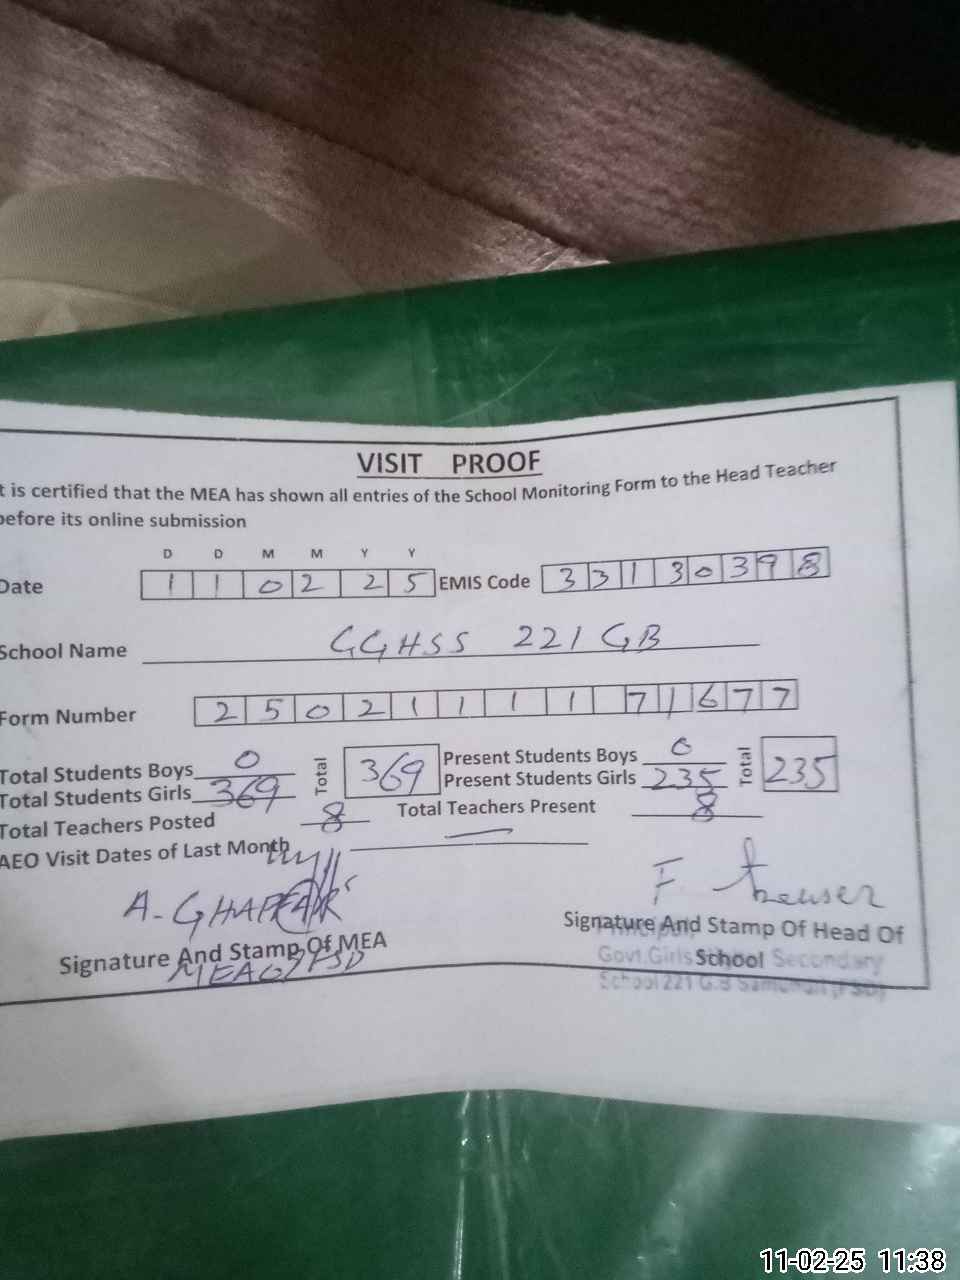 VISIT PROOF
t is certified that the MEA has shown all entries of the School Monitoring Form to the Head Teacher
before its online submission
D D M M Y Y
Date 1 1 0 2 2 5 EMIS Code 3 3 1 3 0 3 9 8
School Name GGHSS 221 GB
Form Number 2 5 0 2 1 1 1 1 7 1 6 7 7
Total Students Boys 0 Total 369 Present Students Boys 0 Total 235
Total Students Girls 369 Present Students Girls 235
Total Teachers Posted 8 Total Teachers Present 8
AEO Visit Dates of Last Month —
A. GHAFFAR F
Signature And Stamp Of MEA Signature And Stamp Of Head Of
School
Govt. Girls Secondary
School 221 G.B
11-02-25 11:38